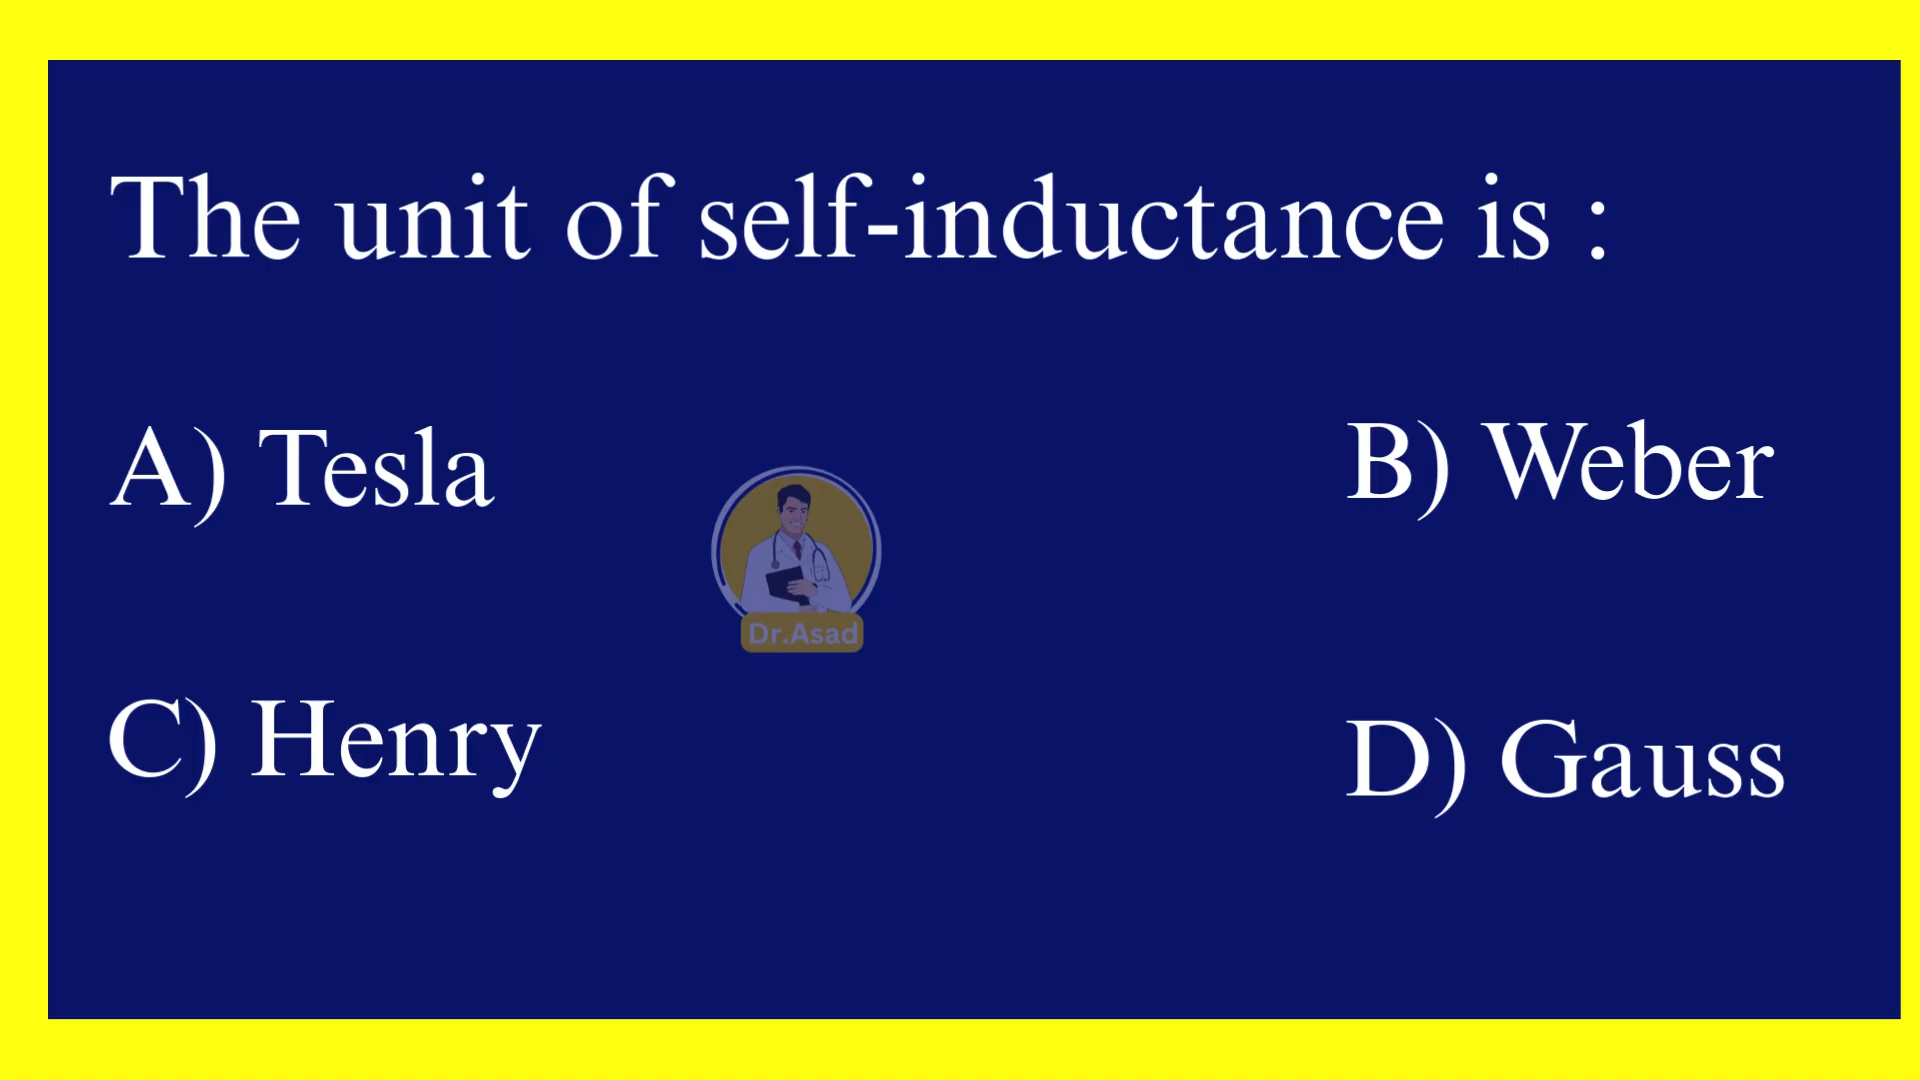 The unit of self-inductance is :
A) Tesla
B) Weber
Dr.Asad
C) Henry
D) Gauss